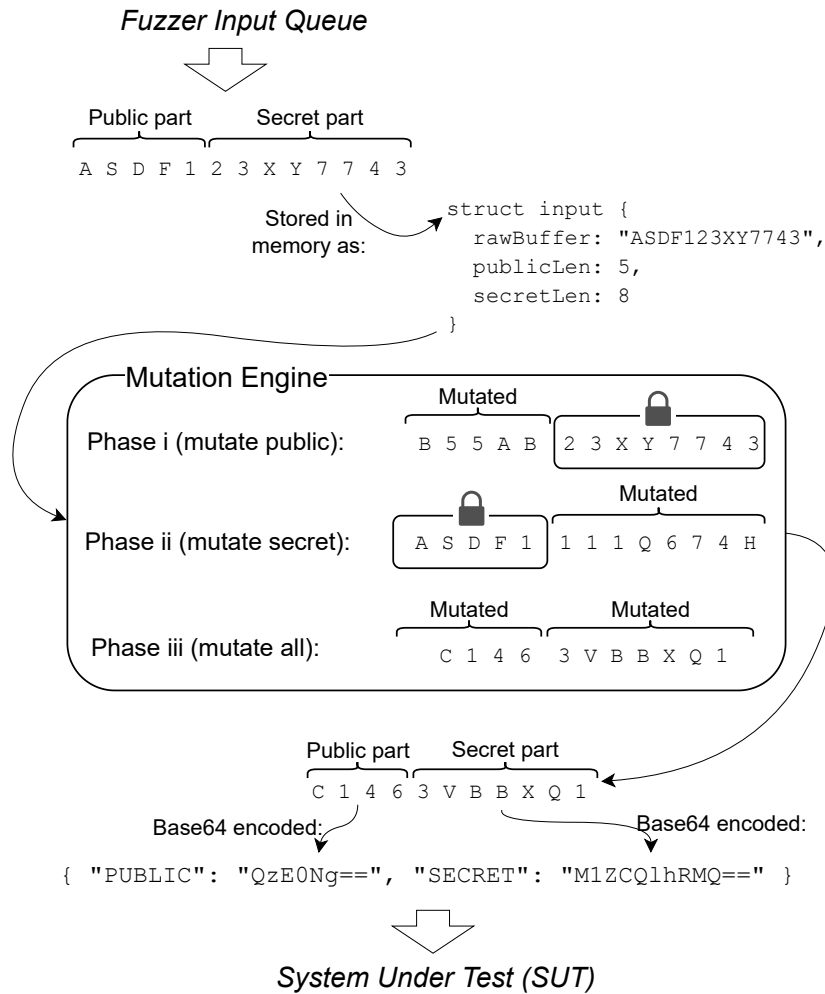 Fuzzer Input Queue
Public part Secret part
A S D F 1 2 3 X Y 7 7 4 3
Stored in
memory as:
struct input {
rawBuffer: "ASDF123XY7743",
publicLen: 5,
secretLen: 8
}
Mutation Engine
Mutated
Phase i (mutate public): B 5 5 A B 2 3 X Y 7 7 4 3
Mutated
Phase ii (mutate secret): A S D F 1 1 1 1 Q 6 7 4 H
Mutated Mutated
Phase iii (mutate all): C 1 4 6 3 V B B X Q 1
Public part Secret part
C 1 4 6 3 V B B X Q 1
Base64 encoded: Base64 encoded:
{ "PUBLIC": "QzE0Ng==", "SECRET": "M1ZCQlhRMQ==" }
System Under Test (SUT)